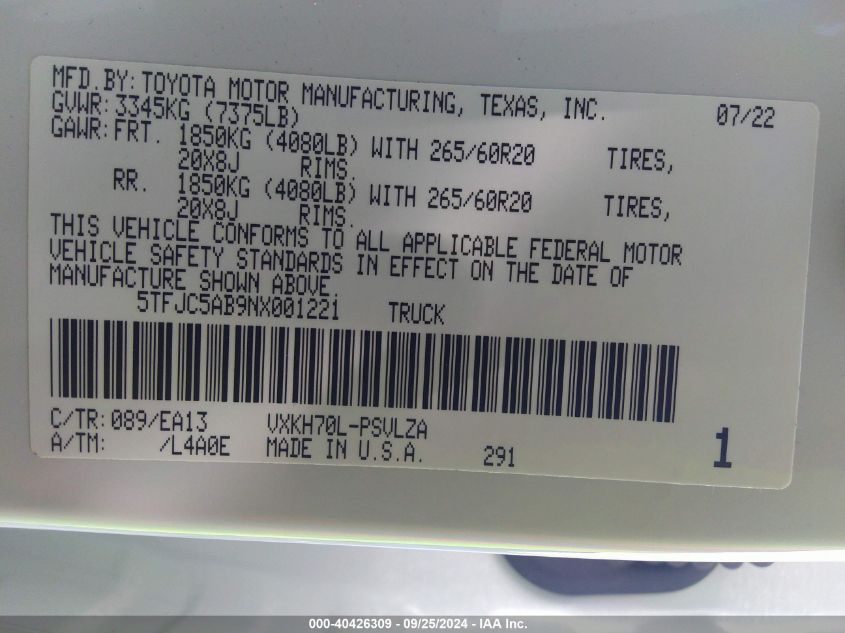 MFD.BY: TOYOTA MOTOR MANUFACTURING, TEXAS, INC. 07/22
GVWR: 3345KG (7375LB)
GAWR: FRT. 1850KG (4080LB) WITH 265/60R20 TIRES,
20X8J RIMS.
RR. 1850KG (4080LB) WITH 265/60R20 TIRES,
20X8J RIMS.
THIS VEHICLE CONFORMS TO ALL APPLICABLE FEDERAL MOTOR
VEHICLE SAFETY STANDARDS IN EFFECT ON THE DATE OF
MANUFACTURE SHOWN ABOVE
5TFJC5AB9NX001221 TRUCK
C/TR: 089/EA13 VXKH70L-PSVLZA
A/TM: /L4A0E MADE IN U.S.A. 291 1
000-40426309 - 09/25/2024 - IAA Inc.